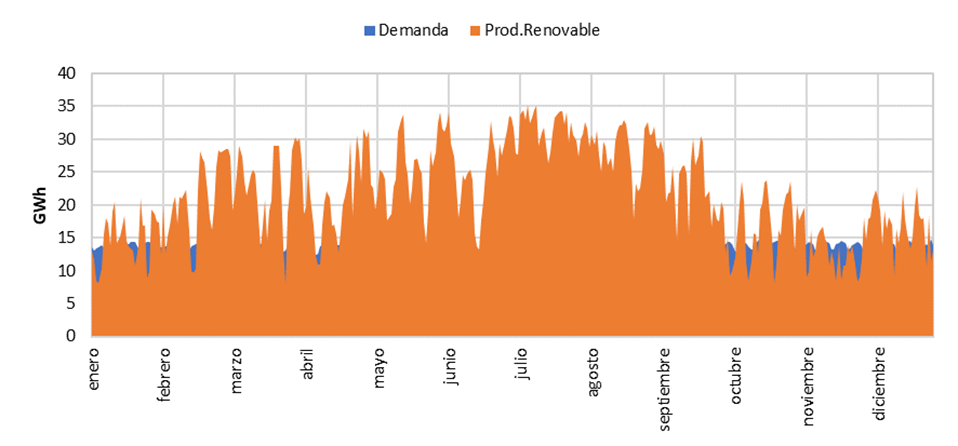 Demanda Prod.Renovable
GWh
40
35
30
25
20
15
10
5
0
enero
febrero
marzo
abril
mayo
junio
julio
agosto
septiembre
octubre
noviembre
diciembre